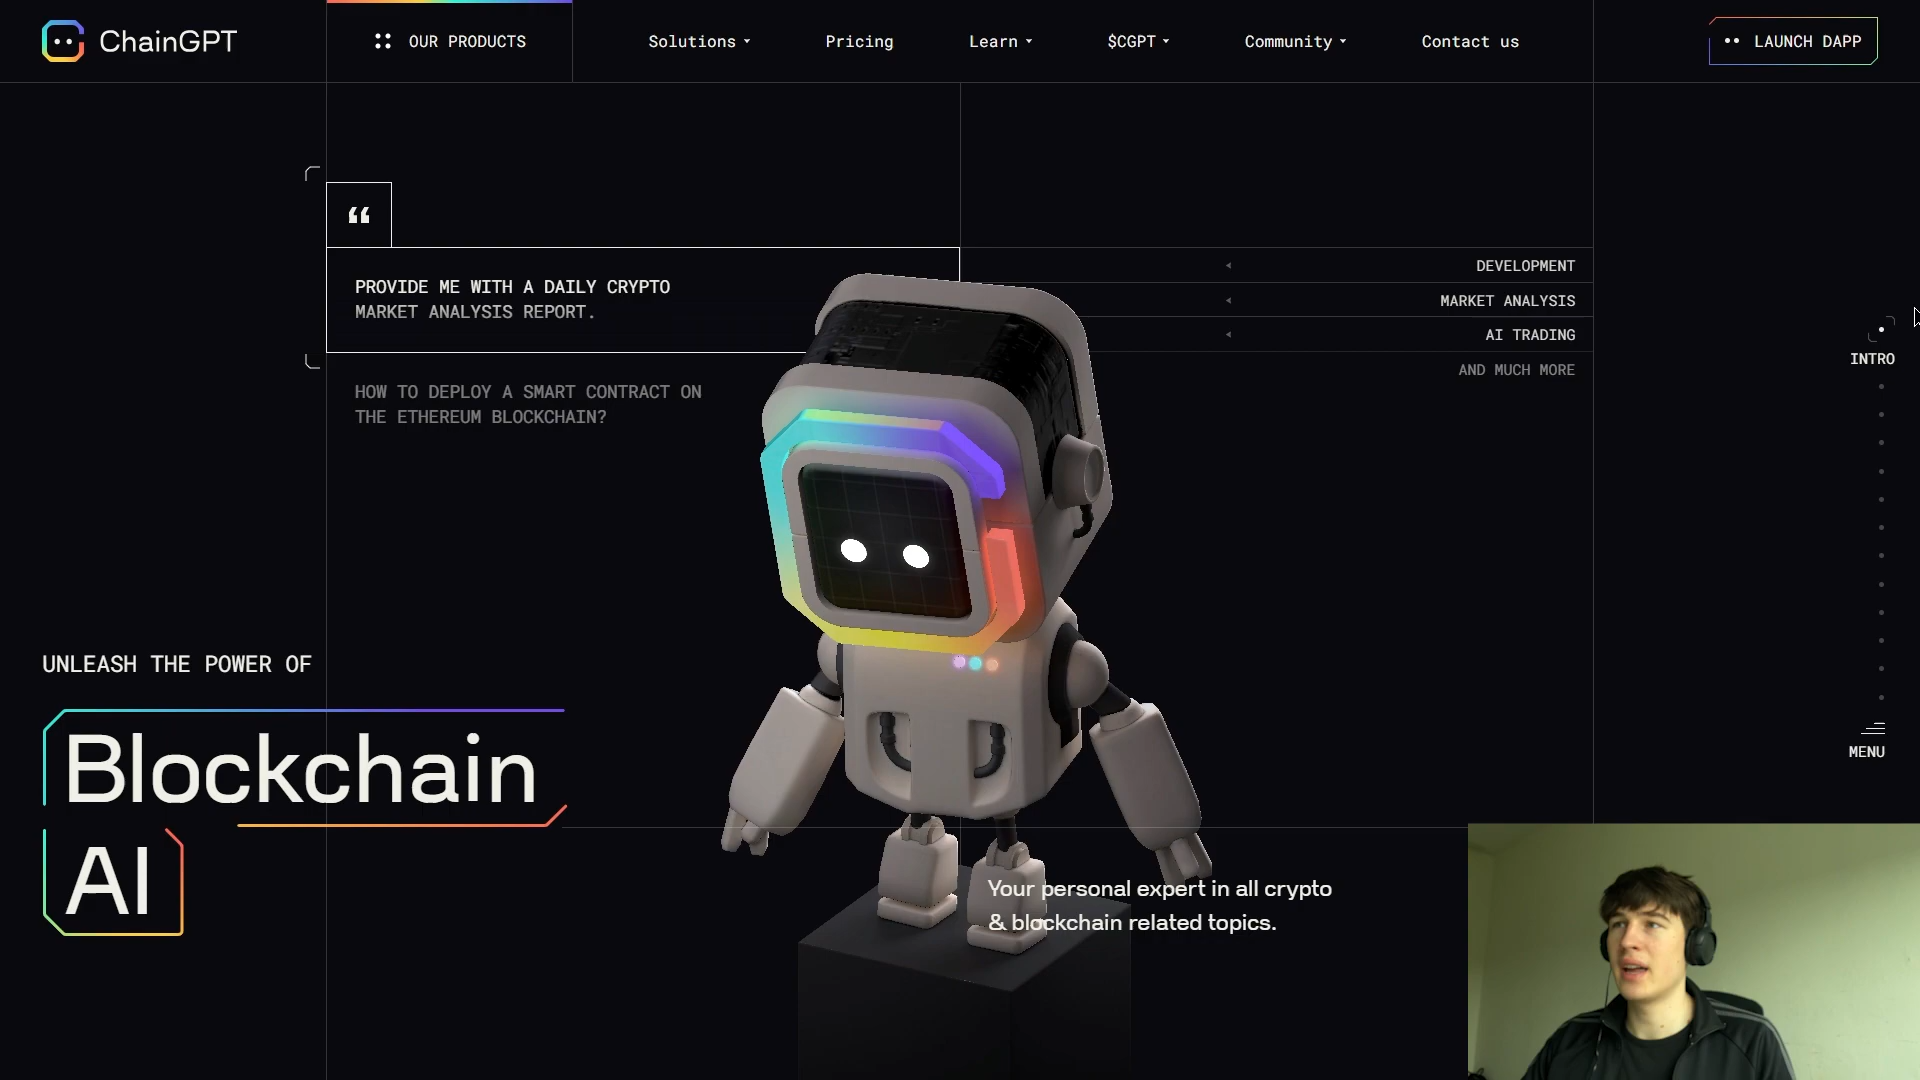 ChainGPT
OUR PRODUCTS
Solutions
Pricing
Learn
$CGPT
Community
Contact us
LAUNCH DAPP
“
PROVIDE ME WITH A DAILY CRYPTO
MARKET ANALYSIS REPORT.
HOW TO DEPLOY A SMART CONTRACT ON
THE ETHEREUM BLOCKCHAIN?
DEVELOPMENT
MARKET ANALYSIS
AI TRADING
AND MUCH MORE
INTRO
MENU
UNLEASH THE POWER OF
Blockchain
AI
Your personal expert in all crypto
& blockchain related topics.